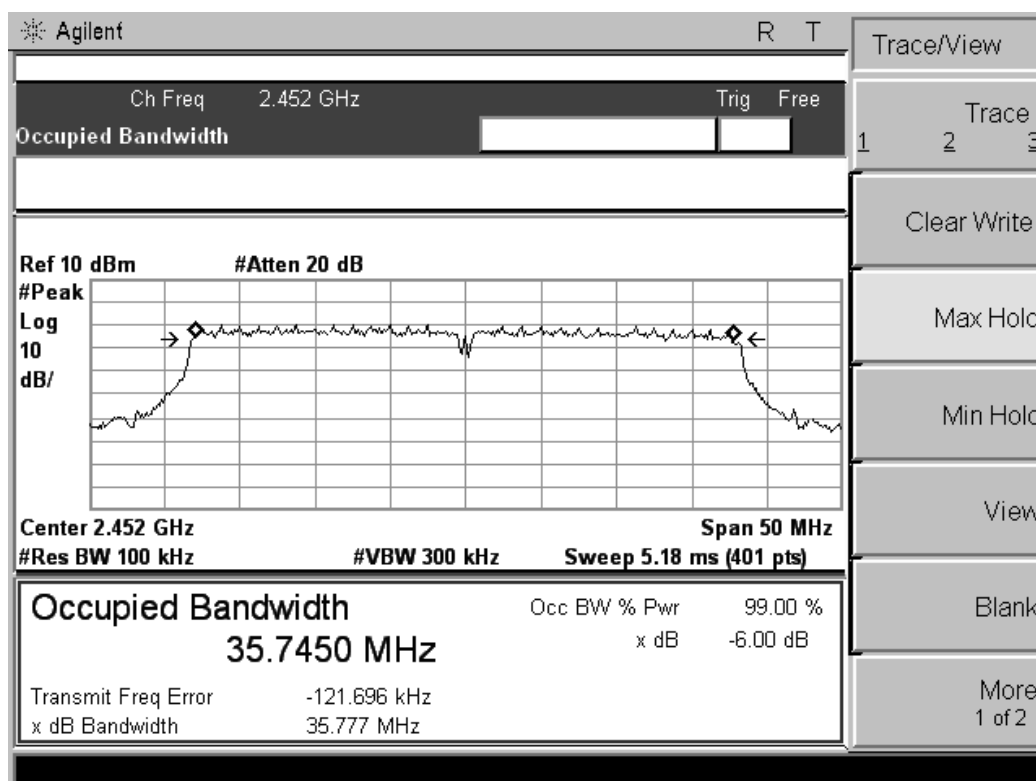 Agilent R T
Trace/View
Ch Freq 2.452 GHz Trig Free
Occupied Bandwidth
Trace
1 2 3
Clear Write
Ref 10 dBm #Atten 20 dB
#Peak
Log
10
dB/
Max Hold
Min Hold
View
Center 2.452 GHz Span 50 MHz
#Res BW 100 kHz #VBW 300 kHz Sweep 5.18 ms (401 pts)
Occupied Bandwidth Occ BW % Pwr 99.00 %
35.7450 MHz x dB -6.00 dB
Blank
Transmit Freq Error -121.696 kHz
x dB Bandwidth 35.777 MHz
More
1 of 2